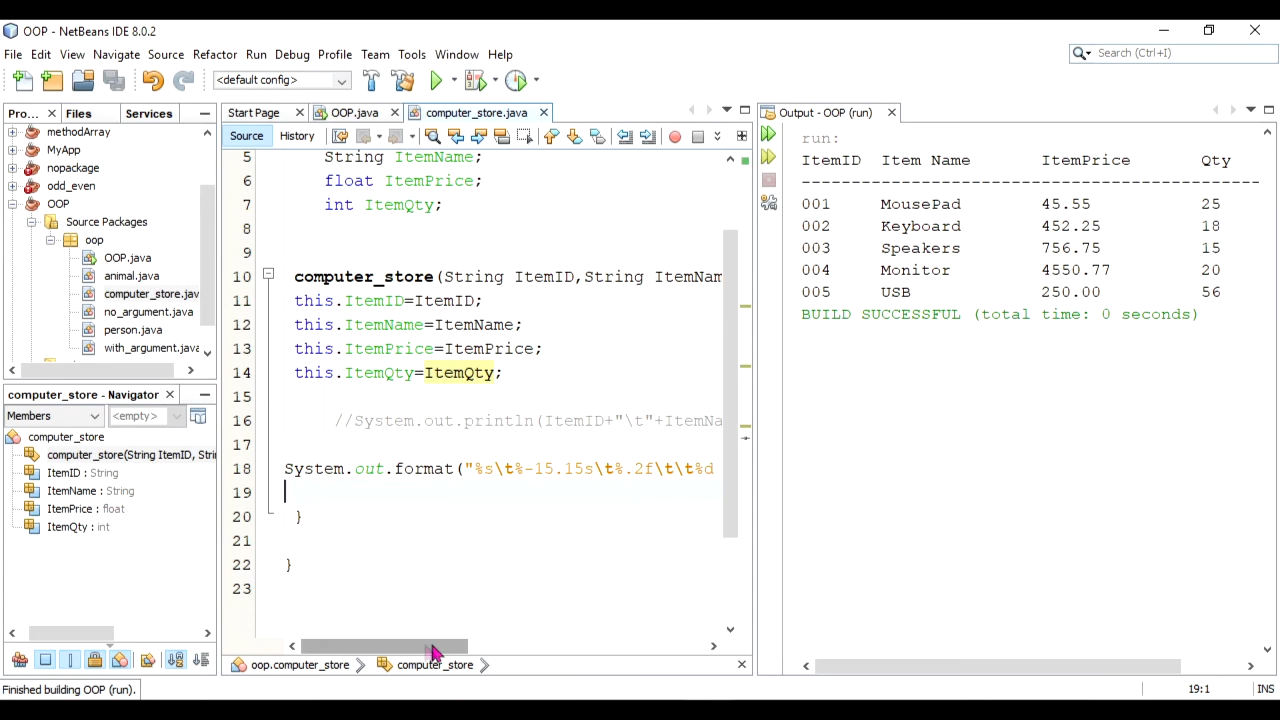 OOP - NetBeans IDE 8.0.2
File Edit View Navigate Source Refactor Run Debug Profile Team Tools Window Help
Search (Ctrl+I)
<default config>
Pro... Files Services
methodArray
MyApp
nopackage
odd_even
OOP
Source Packages
oop
OOP.java
animal.java
computer_store.jav
no_argument.java
person.java
with_argument.java
computer_store - Navigator
Members <empty>
computer_store
computer_store(String ItemID, Strin
ItemID : String
ItemName : String
ItemPrice : float
ItemQty : int
Start Page OOP.java computer_store.java
Source History
5 String ItemName;
6 float ItemPrice;
7 int ItemQty;
8
9
10 computer_store(String ItemID,String ItemNam
11 this.ItemID=ItemID;
12 this.ItemName=ItemName;
13 this.ItemPrice=ItemPrice;
14 this.ItemQty=ItemQty;
15
16 //System.out.println(ItemID+"\t"+ItemNa
17
18 System.out.format("%s\t%-15.15s\t%.2f\t\t%d
19
20 }
21
22 }
23
oop.computer_store computer_store
Output - OOP (run)
run:
ItemID Item Name ItemPrice Qty
----------------------------------------------
001 MousePad 45.55 25
002 Keyboard 452.25 18
003 Speakers 756.75 15
004 Monitor 4550.77 20
005 USB 250.00 56
BUILD SUCCESSFUL (total time: 0 seconds)
Finished building OOP (run).
19:1 INS